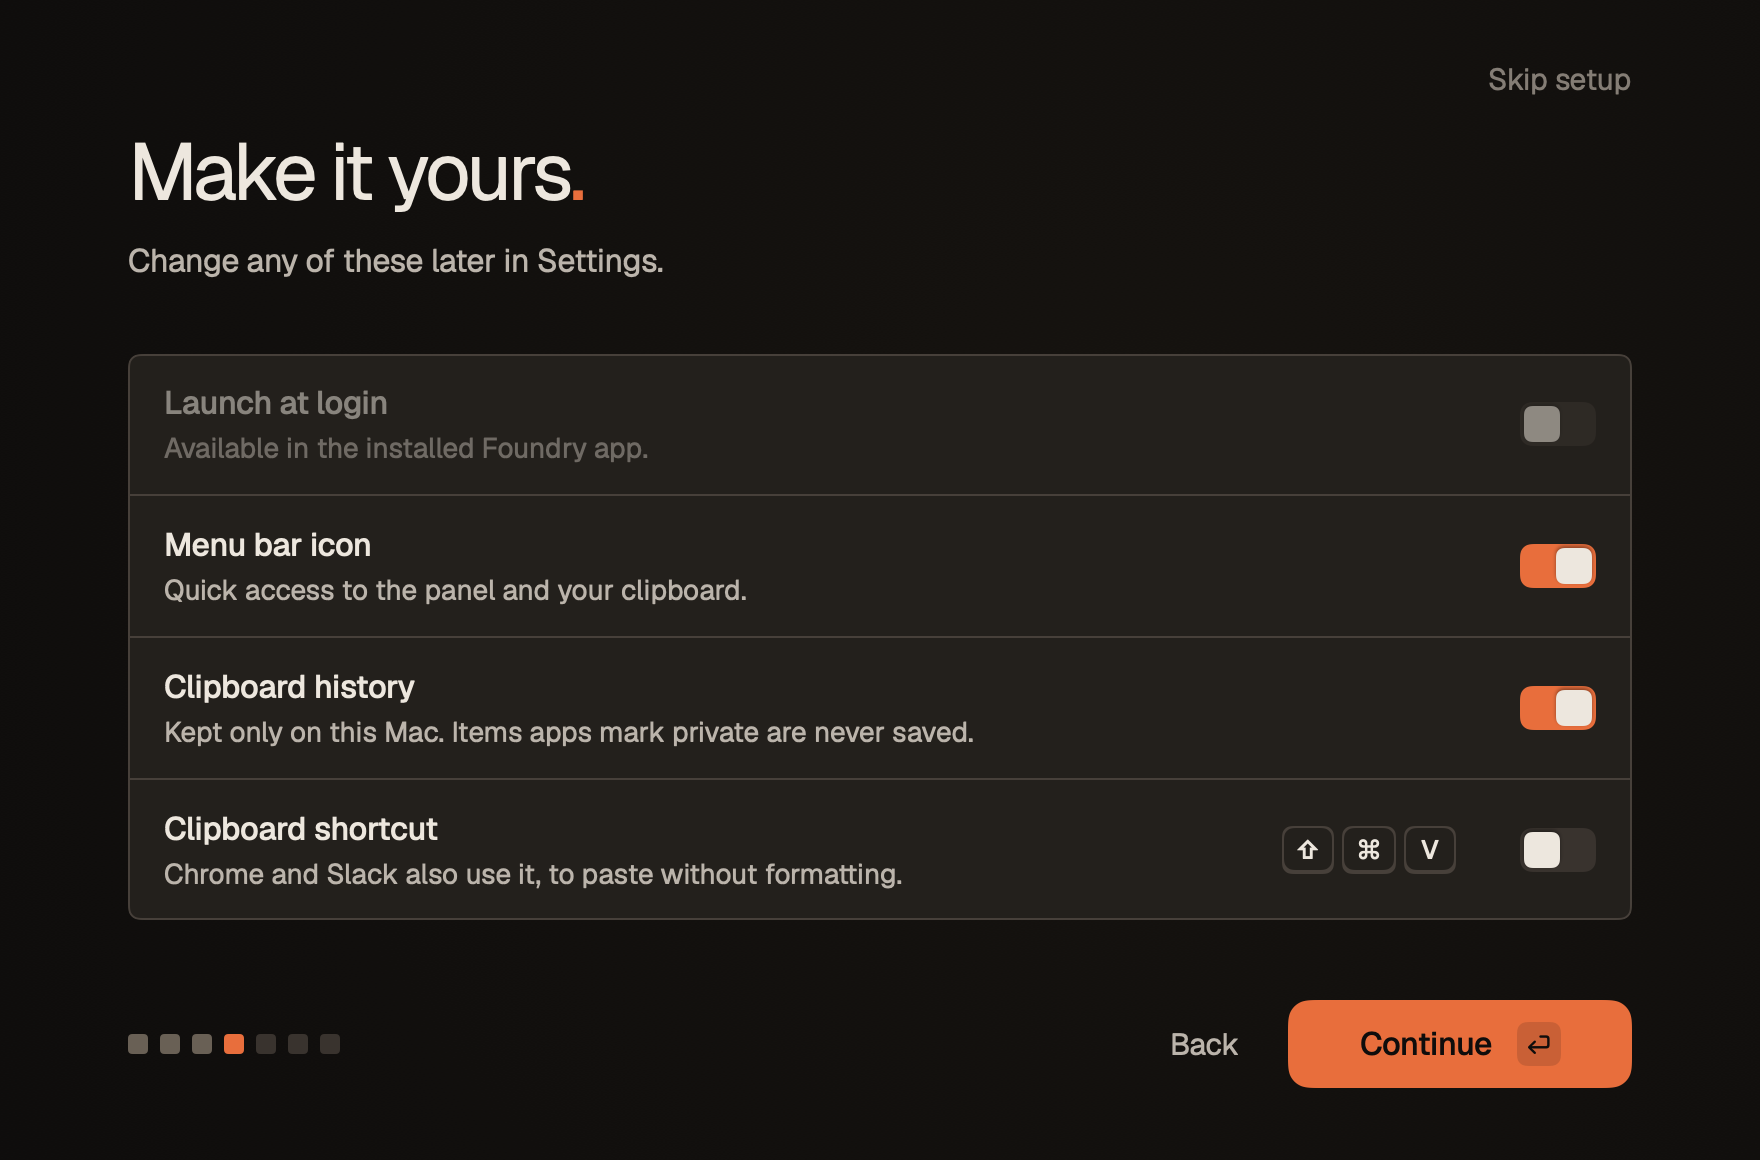 Skip setup
Make it yours.
Change any of these later in Settings.
Launch at login
Available in the installed Foundry app.
Menu bar icon
Quick access to the panel and your clipboard.
Clipboard history
Kept only on this Mac. Items apps mark private are never saved.
Clipboard shortcut
⇧ ⌘ V
Chrome and Slack also use it, to paste without formatting.
Back
Continue ↵